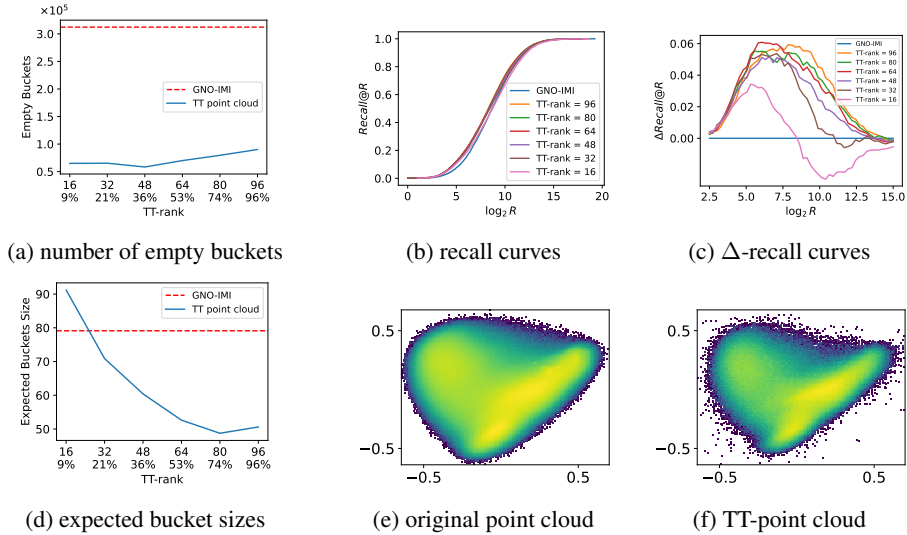 ×10⁵
3.5
3.0
2.5
2.0
1.5
1.0
0.5
Empty Buckets
GNO-IMI
TT point cloud
16 32 48 64 80 96
9% 21% 36% 53% 74% 96%
TT-rank
(a) number of empty buckets
1.0
0.8
0.6
0.4
0.2
0.0
Recall@R
GNO-IMI
TT-rank = 96
TT-rank = 80
TT-rank = 64
TT-rank = 48
TT-rank = 32
TT-rank = 16
0 5 10 15 20
log₂ R
(b) recall curves
0.06
0.04
0.02
0.00
ΔRecall@R
GNO-IMI
TT-rank = 96
TT-rank = 80
TT-rank = 64
TT-rank = 48
TT-rank = 32
TT-rank = 16
2.5 5.0 7.5 10.0 12.5 15.0
log₂ R
(c) Δ-recall curves
90
80
70
60
50
Expected Buckets Size
GNO-IMI
TT point cloud
16 32 48 64 80 96
9% 21% 36% 53% 74% 96%
TT-rank
(d) expected bucket sizes
0.5
−0.5
−0.5 0.5
(e) original point cloud
0.5
−0.5
−0.5 0.5
(f) TT-point cloud